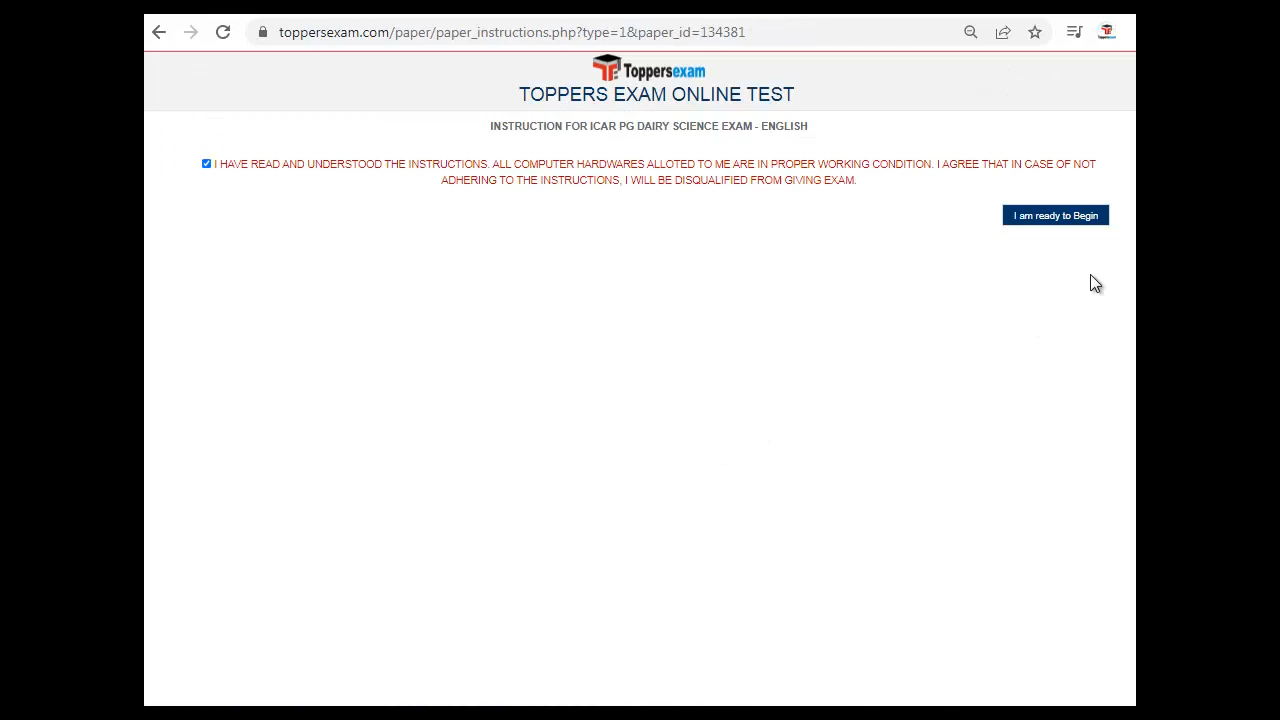 toppersexam.com/paper/paper_instructions.php?type=1&paper_id=134381
Toppersexam
TOPPERS EXAM ONLINE TEST
INSTRUCTION FOR ICAR PG DAIRY SCIENCE EXAM - ENGLISH
I HAVE READ AND UNDERSTOOD THE INSTRUCTIONS. ALL COMPUTER HARDWARES ALLOTED TO ME ARE IN PROPER WORKING CONDITION. I AGREE THAT IN CASE OF NOT
ADHERING TO THE INSTRUCTIONS, I WILL BE DISQUALIFIED FROM GIVING EXAM.
I am ready to Begin